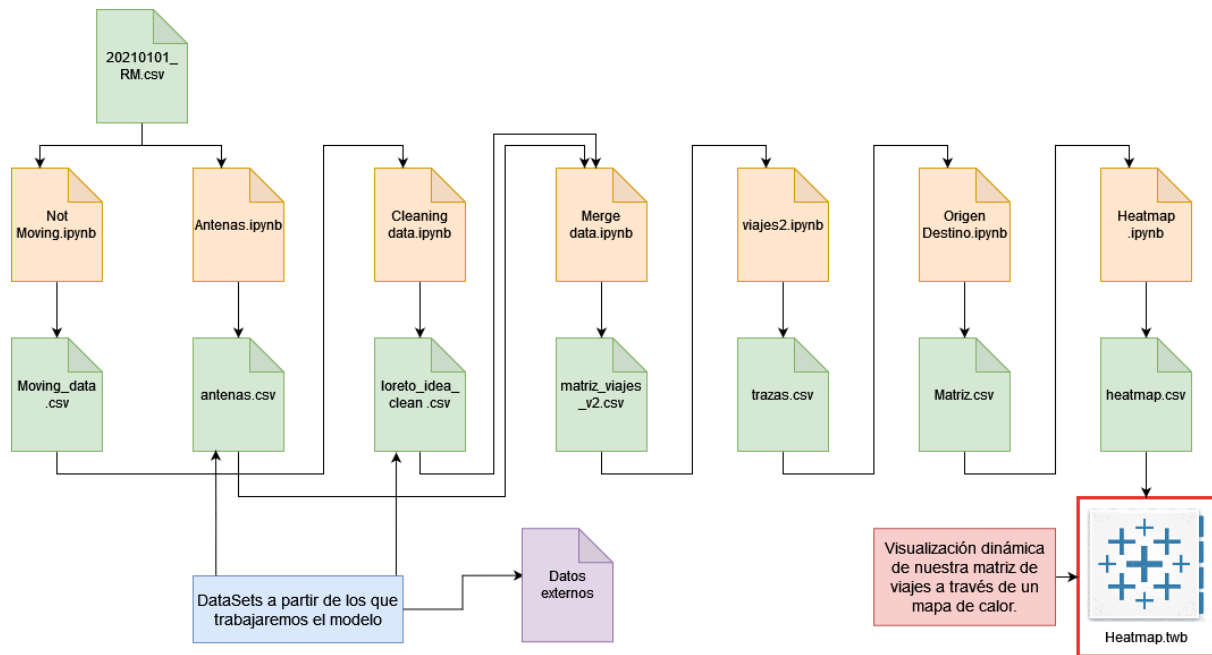 20210101_
RM.csv
Not
Moving.ipynb
Antenas.ipynb
Cleaning
data.ipynb
Merge
data.ipynb
viajes2.ipynb
Origen
Destino.ipynb
Heatmap
.ipynb
Moving_data
.csv
antenas.csv
loreto_idea_
clean .csv
matriz_viajes
_v2.csv
trazas.csv
Matriz.csv
heatmap.csv
DataSets a partir de los que
trabajaremos el modelo
Datos
externos
Visualización dinámica
de nuestra matriz de
viajes a través de un
mapa de calor.
Heatmap.twb